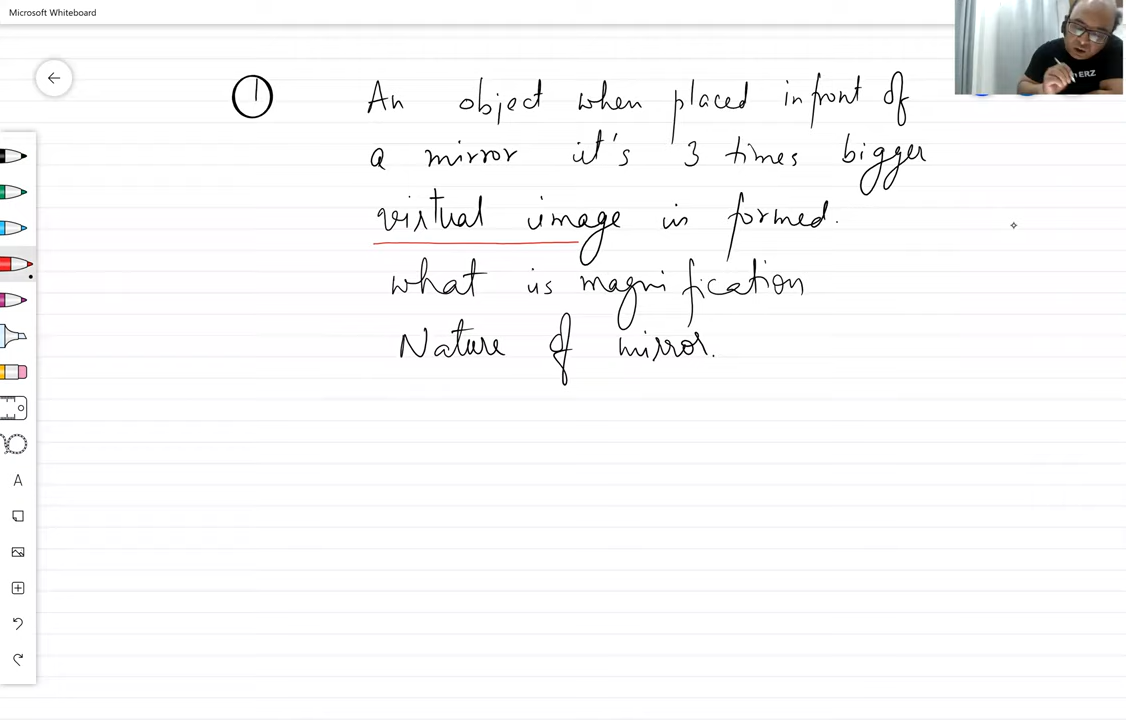 Microsoft Whiteboard
ERZ
① An object when placed infront of
a mirror it's 3 times bigger
virtual image is formed.
what is magnification
Nature of mirror.
A